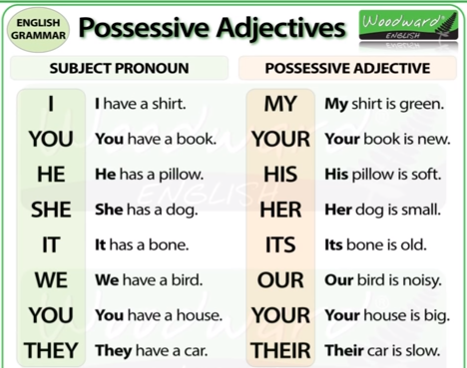 ENGLISH
GRAMMAR
Possessive Adjectives
Woodward®
ENGLISH
SUBJECT PRONOUN POSSESSIVE ADJECTIVE
I I have a shirt. MY My shirt is green.
YOU You have a book. YOUR Your book is new.
HE He has a pillow. HIS His pillow is soft.
SHE She has a dog. HER Her dog is small.
IT It has a bone. ITS Its bone is old.
WE We have a bird. OUR Our bird is noisy.
YOU You have a house. YOUR Your house is big.
THEY They have a car. THEIR Their car is slow.